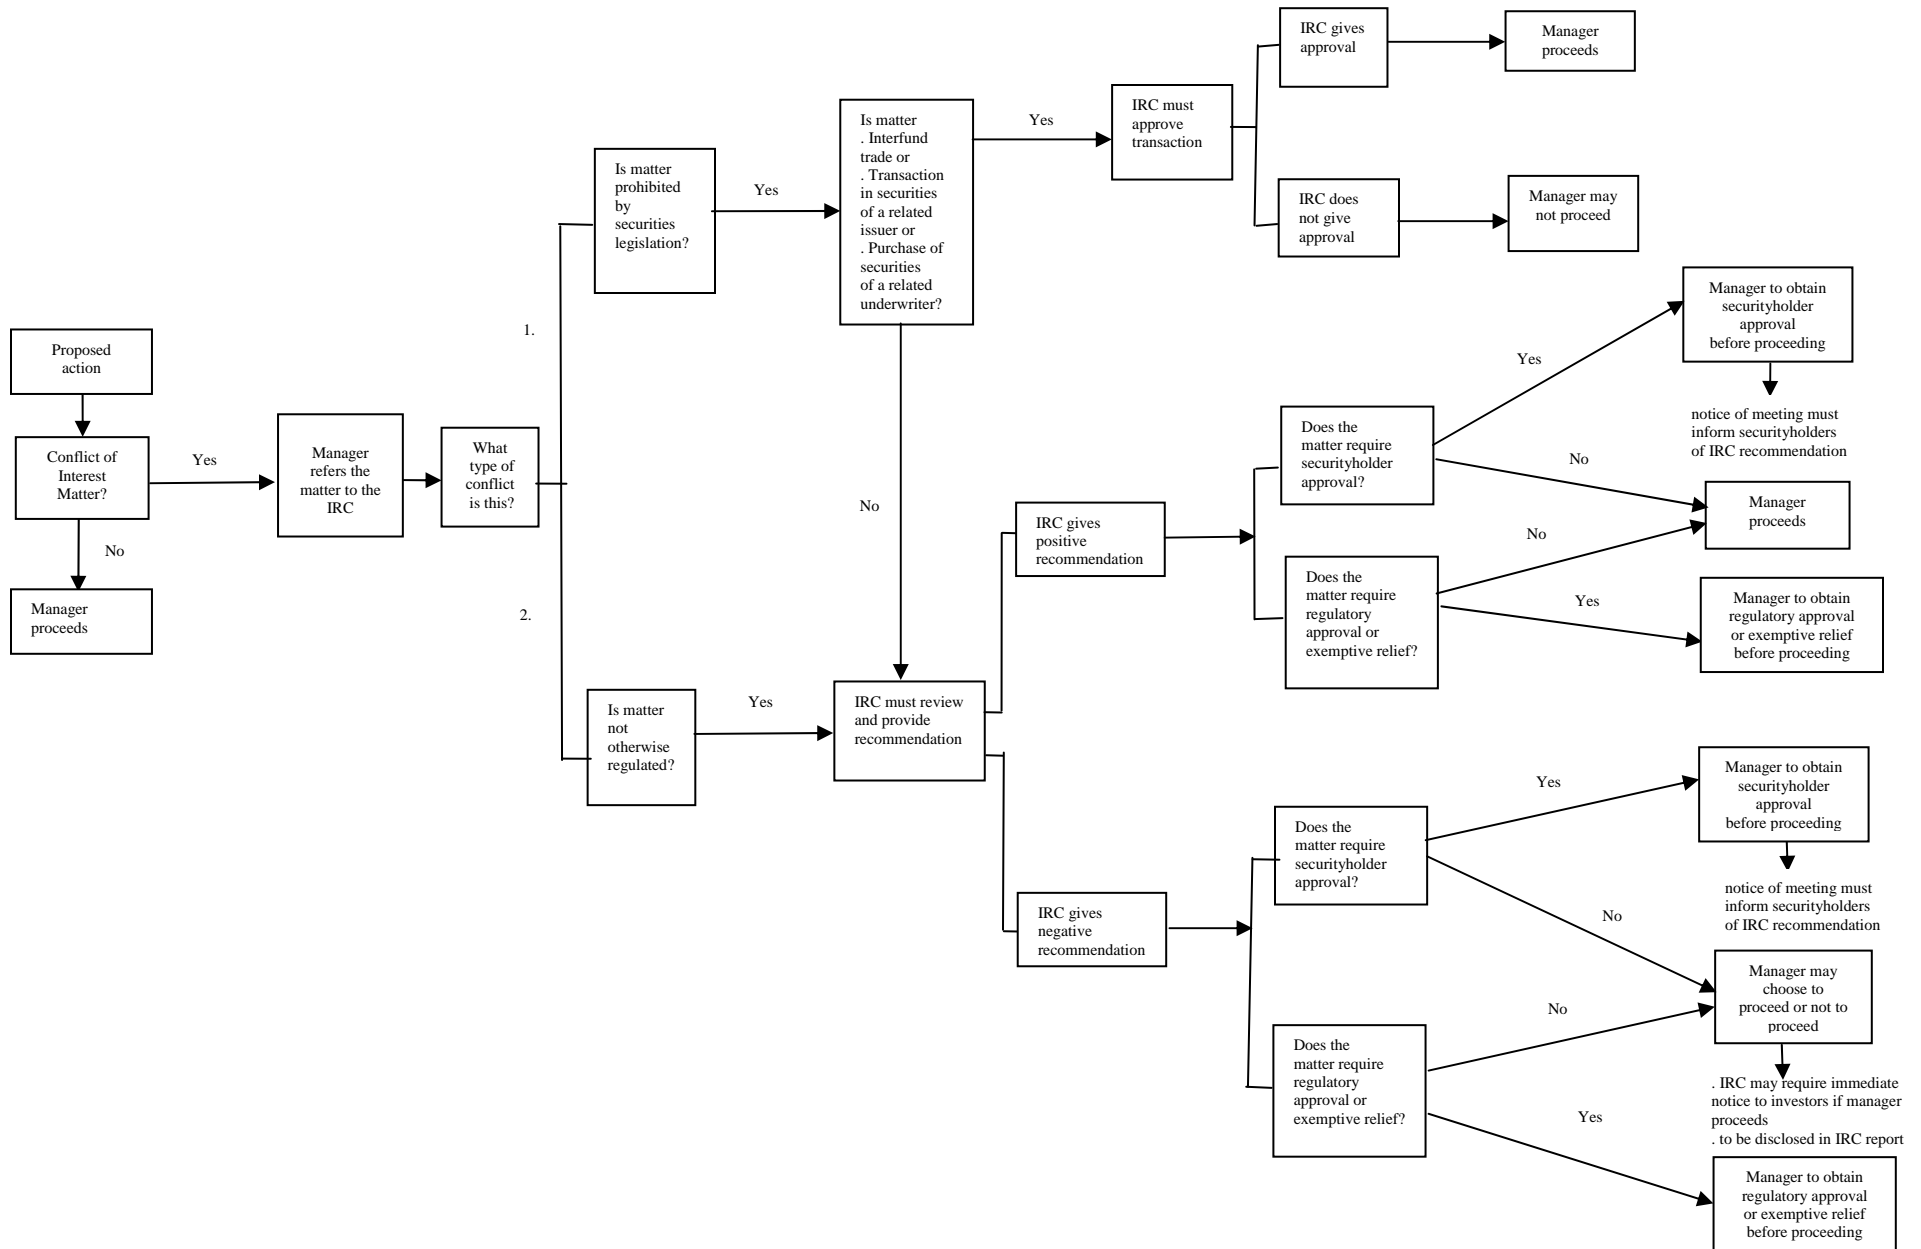 Proposed
action
Conflict of
Interest
Matter?
Yes
No
Manager
proceeds
Manager
refers the
matter to the
IRC
What
type of
conflict
is this?
1.
2.
Is matter
prohibited
by
securities
legislation?
Yes
Is matter
. Interfund
trade or
. Transaction
in securities
of a related
issuer or
. Purchase of
securities
of a related
underwriter?
Yes
No
IRC must
approve
transaction
IRC gives
approval
Manager
proceeds
IRC does
not give
approval
Manager may
not proceed
Is matter
not
otherwise
regulated?
Yes
IRC must review
and provide
recommendation
IRC gives
positive
recommendation
Does the
matter require
securityholder
approval?
Yes
Manager to obtain
securityholder
approval
before proceeding
notice of meeting must
inform securityholders
of IRC recommendation
No
Manager
proceeds
No
Does the
matter require
regulatory
approval or
exemptive relief?
Yes
Manager to obtain
regulatory approval
or exemptive relief
before proceeding
IRC gives
negative
recommendation
Does the
matter require
securityholder
approval?
Yes
Manager to obtain
securityholder
approval
before proceeding
notice of meeting must
inform securityholders
of IRC recommendation
No
Manager may
choose to
proceed or not to
proceed
No
. IRC may require immediate
notice to investors if manager
proceeds
. to be disclosed in IRC report
Does the
matter require
regulatory
approval or
exemptive relief?
Yes
Manager to obtain
regulatory approval
or exemptive relief
before proceeding